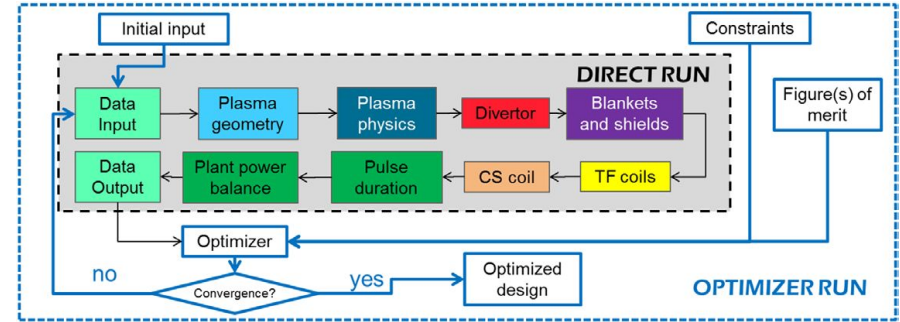 Initial input
Constraints
DIRECT RUN
Figure(s) of
merit
Data
Input
Plasma
geometry
Plasma
physics
Divertor
Blankets
and shields
Data
Output
Plant power
balance
Pulse
duration
CS coil
TF coils
Optimizer
no
Convergence?
yes
Optimized
design
OPTIMIZER RUN